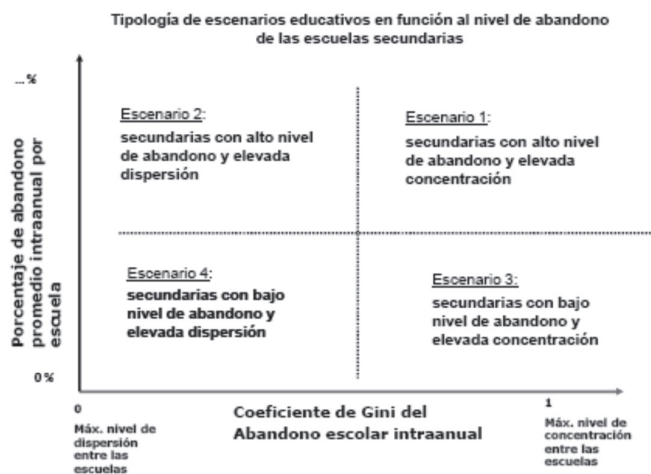 Tipología de escenarios educativos en función al nivel de abandono
de las escuelas secundarias
...%
Porcentaje de abandono
promedio intraanual por
escuela
0%
Escenario 2:
secundarias con alto nivel
de abandono y elevada
dispersión
Escenario 1:
secundarias con alto nivel
de abandono y elevada
concentración
Escenario 4:
secundarias con bajo
nivel de abandono y
elevada dispersión
Escenario 3:
secundarias con bajo
nivel de abandono y
elevada concentración
0
Máx. nivel de
dispersión
entre las
escuelas
Coeficiente de Gini del
Abandono escolar intraanual
1
Máx. nivel de
concentración
entre las
escuelas